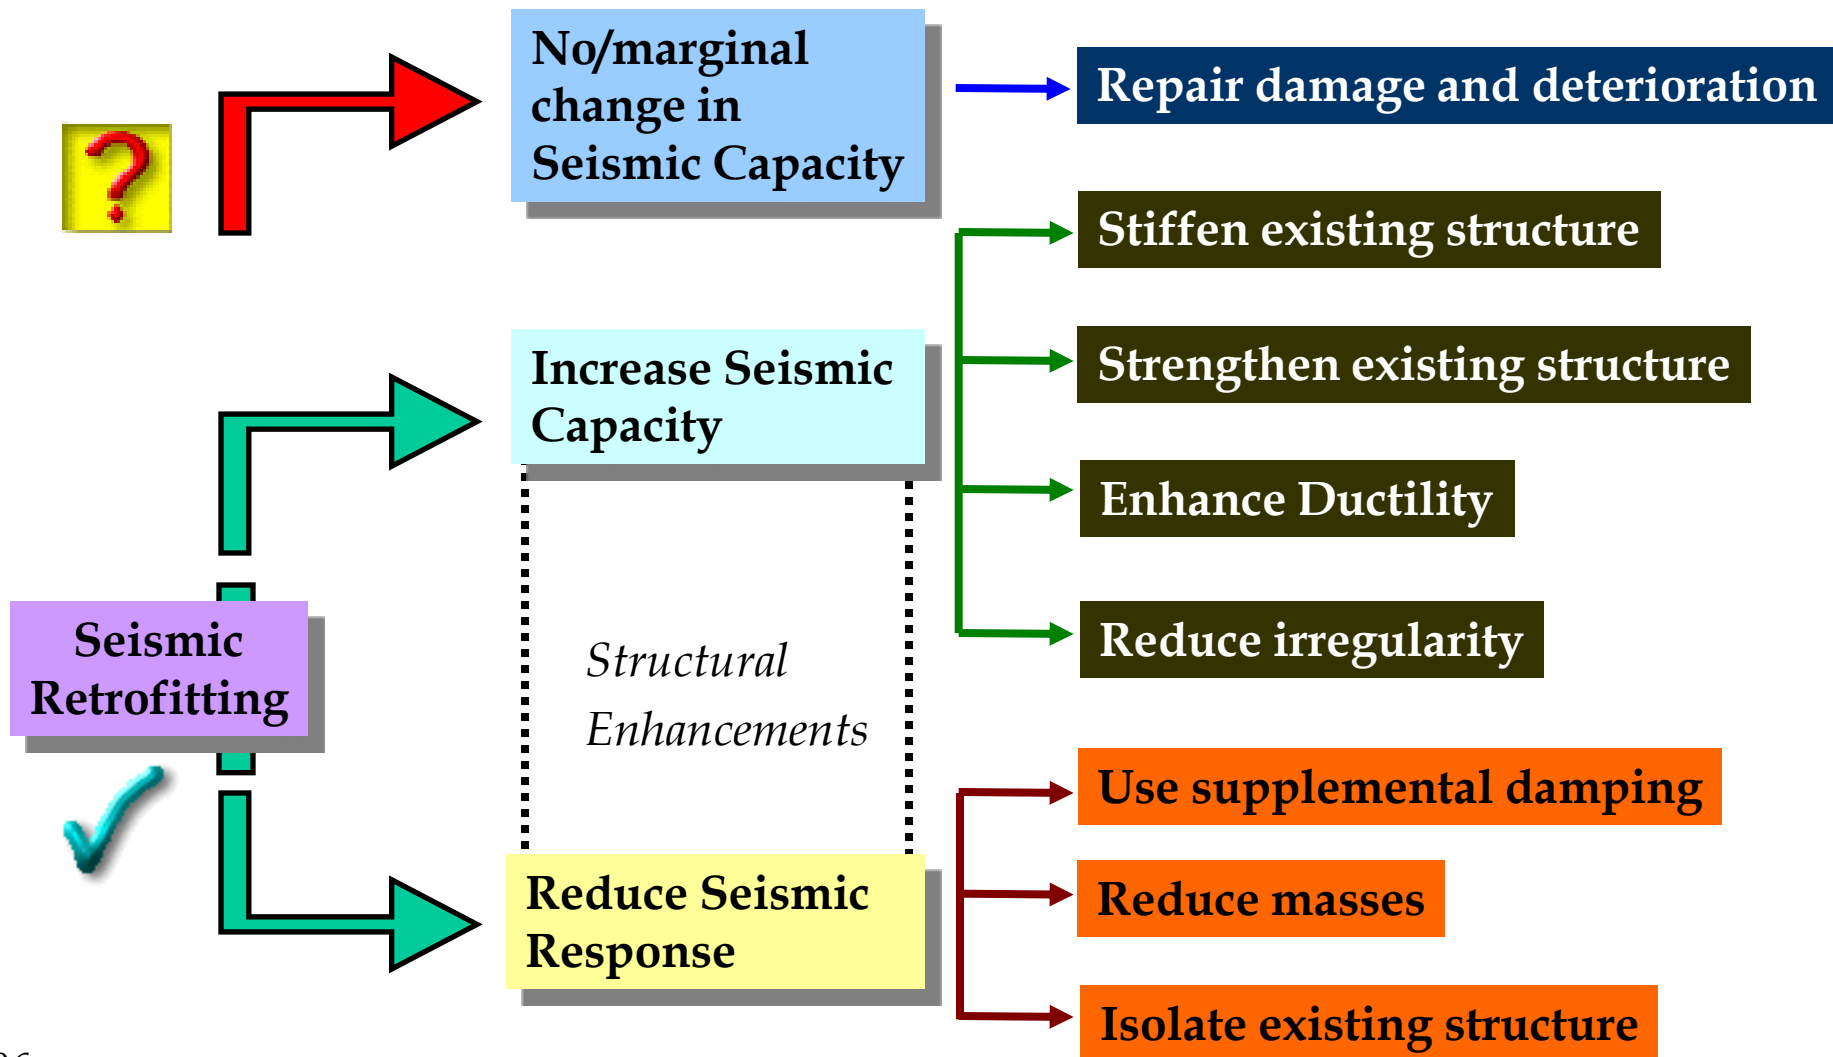 No/marginal
change in
Seismic Capacity
Repair damage and deterioration
?
Increase Seismic
Capacity
Stiffen existing structure
Strengthen existing structure
Enhance Ductility
Reduce irregularity
Seismic
Retrofitting
Structural
Enhancements
Reduce Seismic
Response
Use supplemental damping
Reduce masses
Isolate existing structure